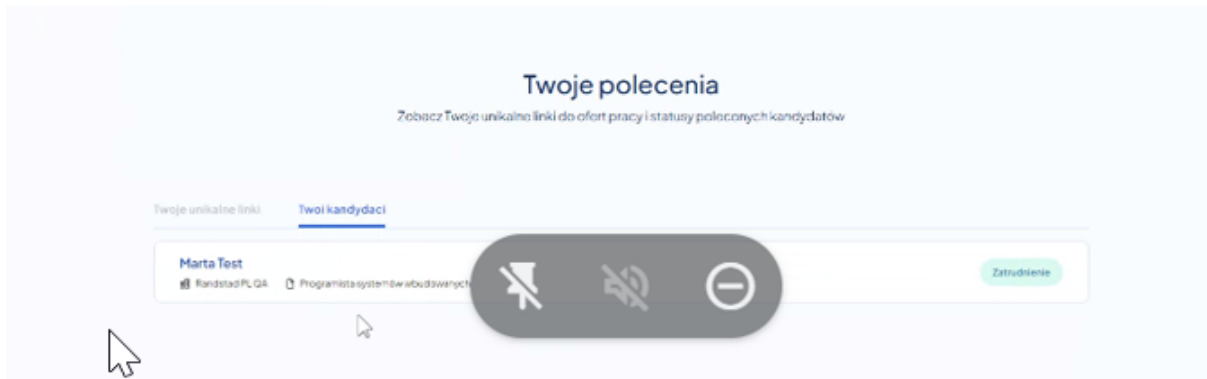 Twoje polecenia
Zobacz Twoje unikalne linki do ofert pracy i statusy poleconych kandydatów
Twoje unikalne linki Twoi kandydaci
Marta Test
Randstad PL QA Programista systemów wbudowanych
Zatrudnienie